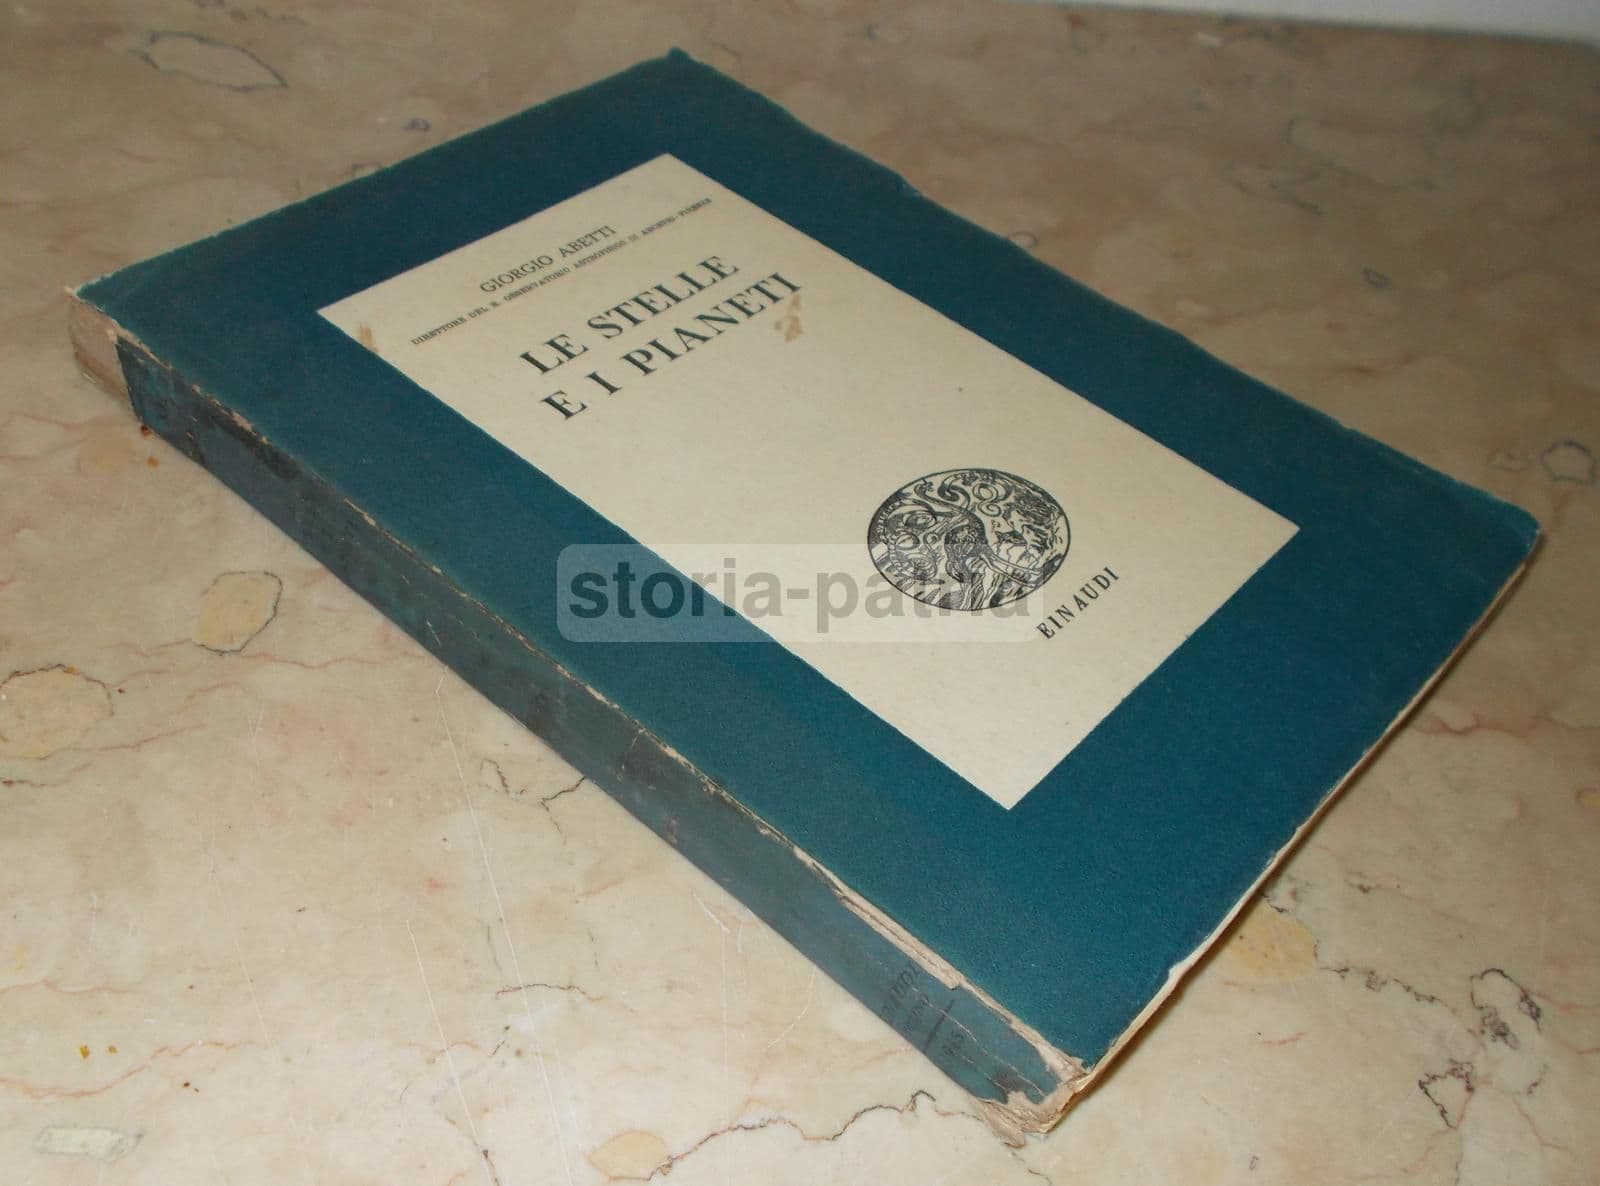 GIORGIO ABETTI
DIRETTORE DEL R. OSSERVATORIO ASTROFISICO DI ARCETRI-FIRENZE
LE STELLE
E I PIANETI
EINAUDI
storia-patria